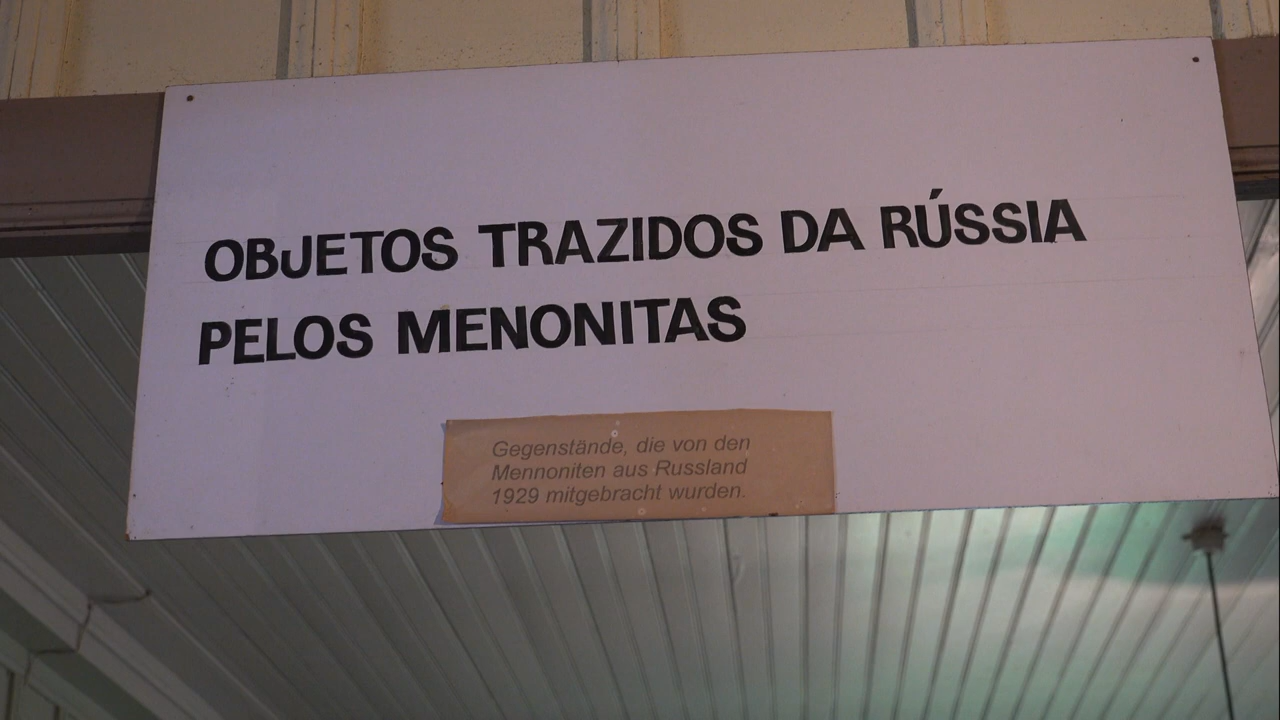 OBJETOS TRAZIDOS DA RÚSSIA
PELOS MENONITAS
Gegenstände, die von den
Mennoniten aus Russland
1929 mitgebracht wurden.